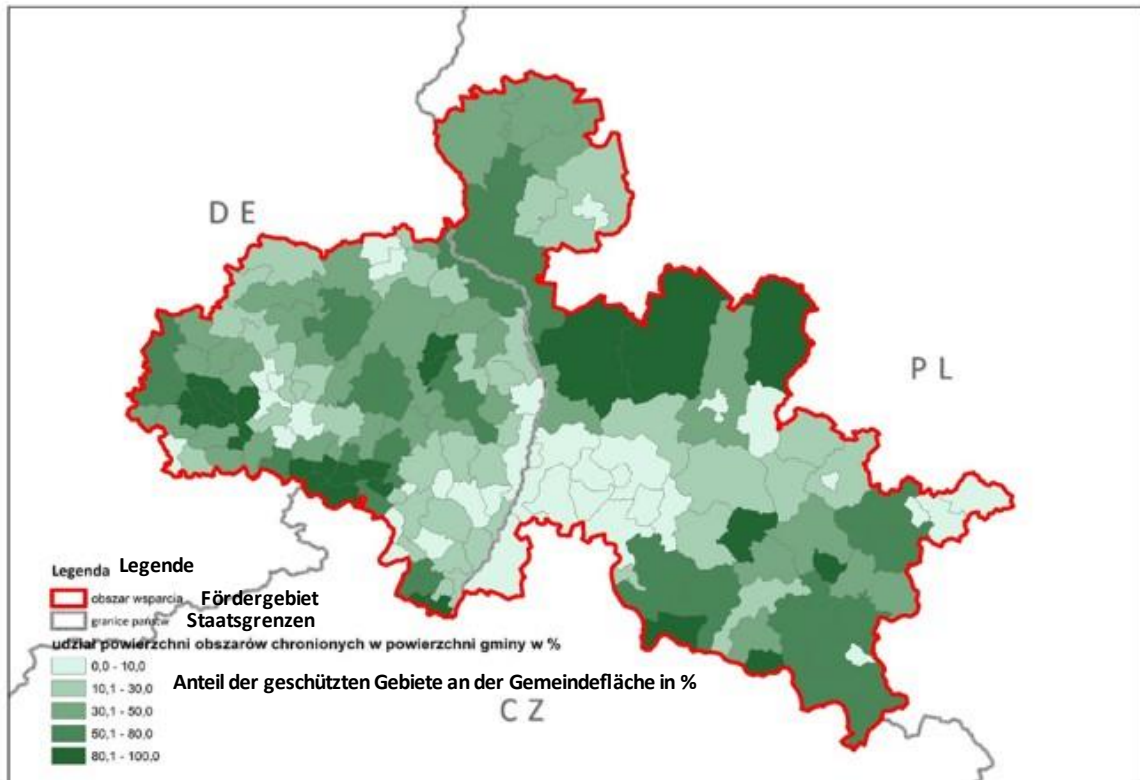 D E
P L
Legenda Legende
obszar wsparcia Fördergebiet
granice państw Staatsgrenzen
udział powierzchni obszarów chronionych w powierzchni gminy w %
0,0 - 10,0
10,1 - 30,0
Anteil der geschützten Gebiete an der Gemeindefläche in %
30,1 - 50,0
C Z
50,1 - 80,0
80,1 - 100,0